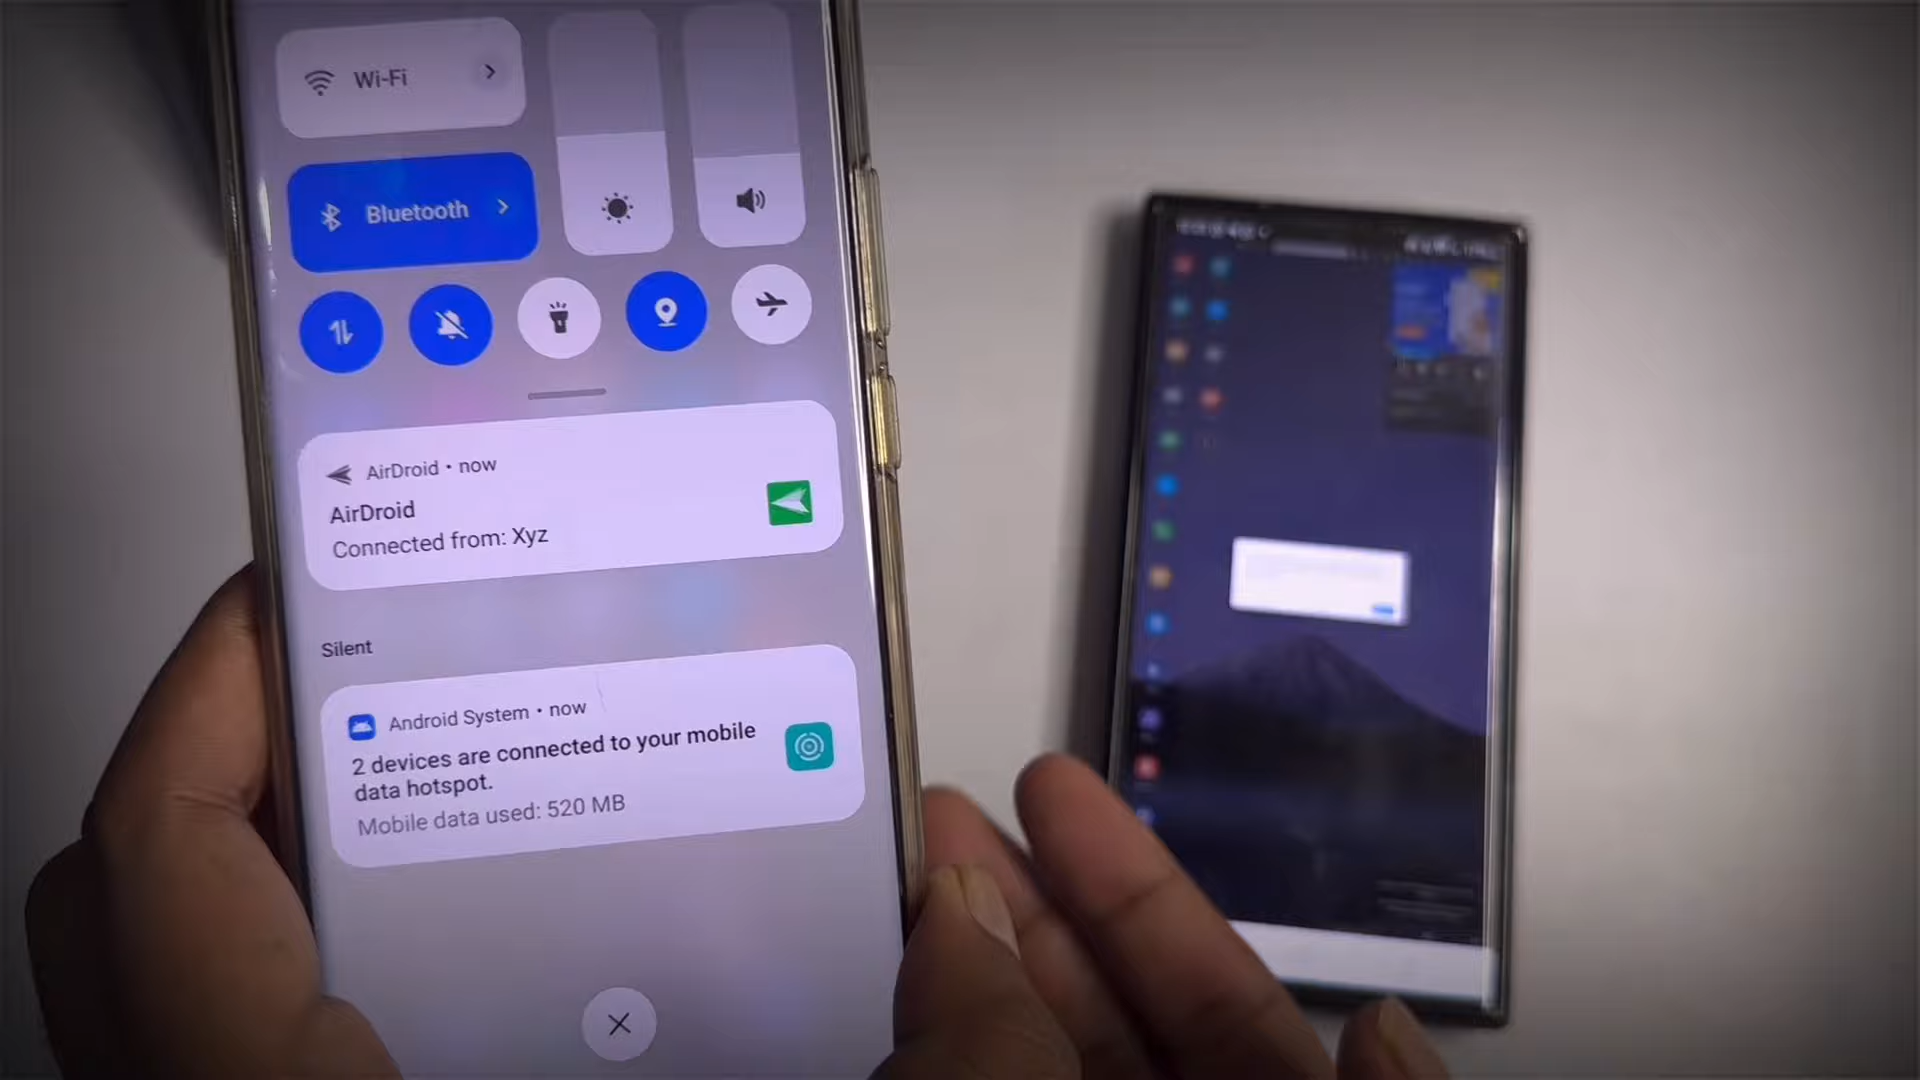 Wi-Fi
Bluetooth
AirDroid • now
AirDroid
Connected from: Xyz
Silent
Android System • now
2 devices are connected to your mobile
data hotspot.
Mobile data used: 520 MB